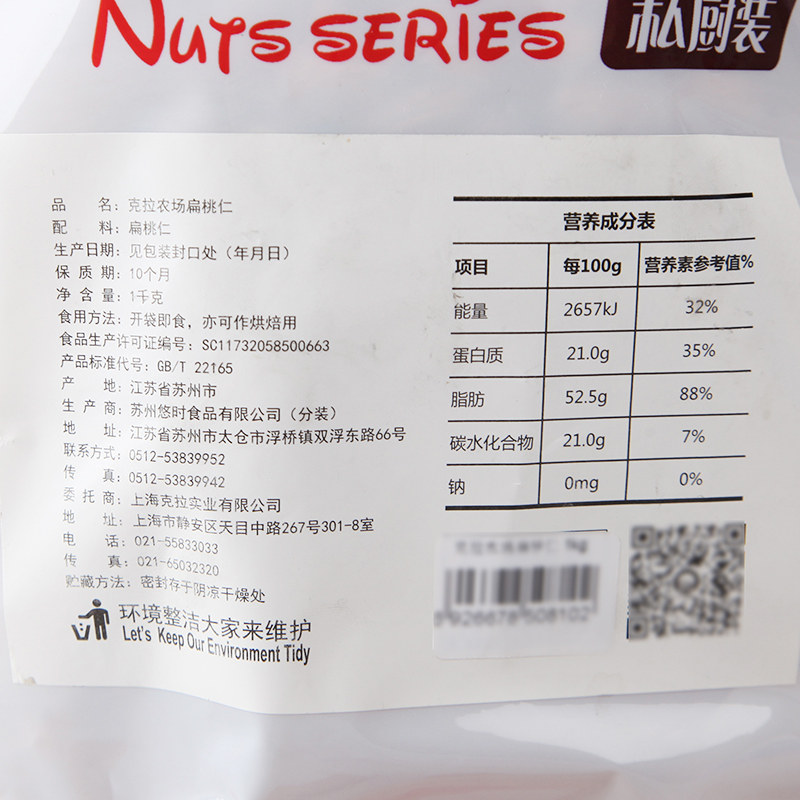 NUTS SERIES
私厨装
品 名：克拉农场扁桃仁
配 料：扁桃仁
生产日期：见包装封口处（年月日）
保 质 期：10个月
净 含 量：1千克
食用方法：开袋即食，亦可作烘焙用
食品生产许可证编号：SC11732058500663
产品标准代号：GB/T 22165
产 地：江苏省苏州市
生 产 商：苏州悠时食品有限公司（分装）
地 址：江苏省苏州市太仓市浮桥镇双浮东路66号
联系方式：0512-53839952
传 真：0512-53839942
委 托 商：上海克拉实业有限公司
地 址：上海市静安区天目中路267号301-8室
电 话：021-55833033
传 真：021-65032320
贮藏方法：密封存于阴凉干燥处
环境整洁大家来维护
Let's Keep Our Environment Tidy
营养成分表
项目 每100g 营养素参考值%
能量 2657kJ 32%
蛋白质 21.0g 35%
脂肪 52.5g 88%
碳水化合物 21.0g 7%
钠 0mg 0%